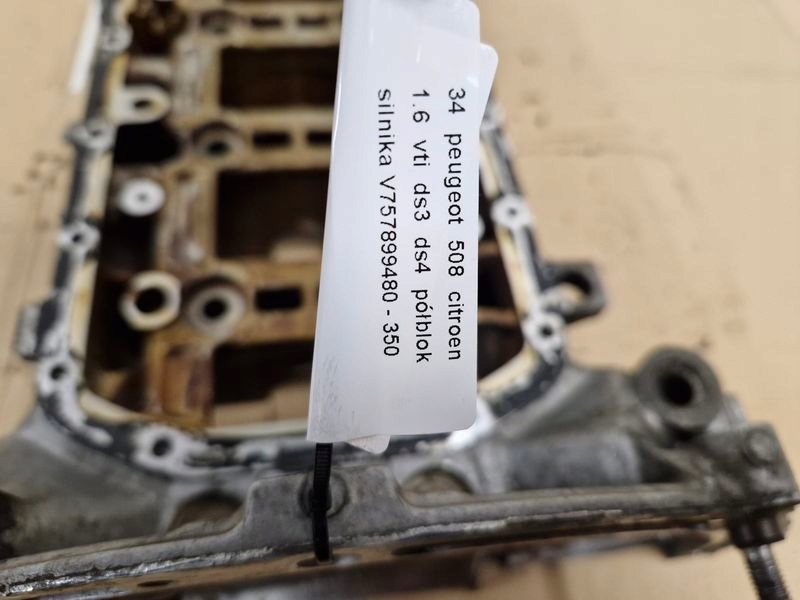 34 peugeot 508 citroen
1.6 vti ds3 ds4 półblok
silnika V757899480 - 350